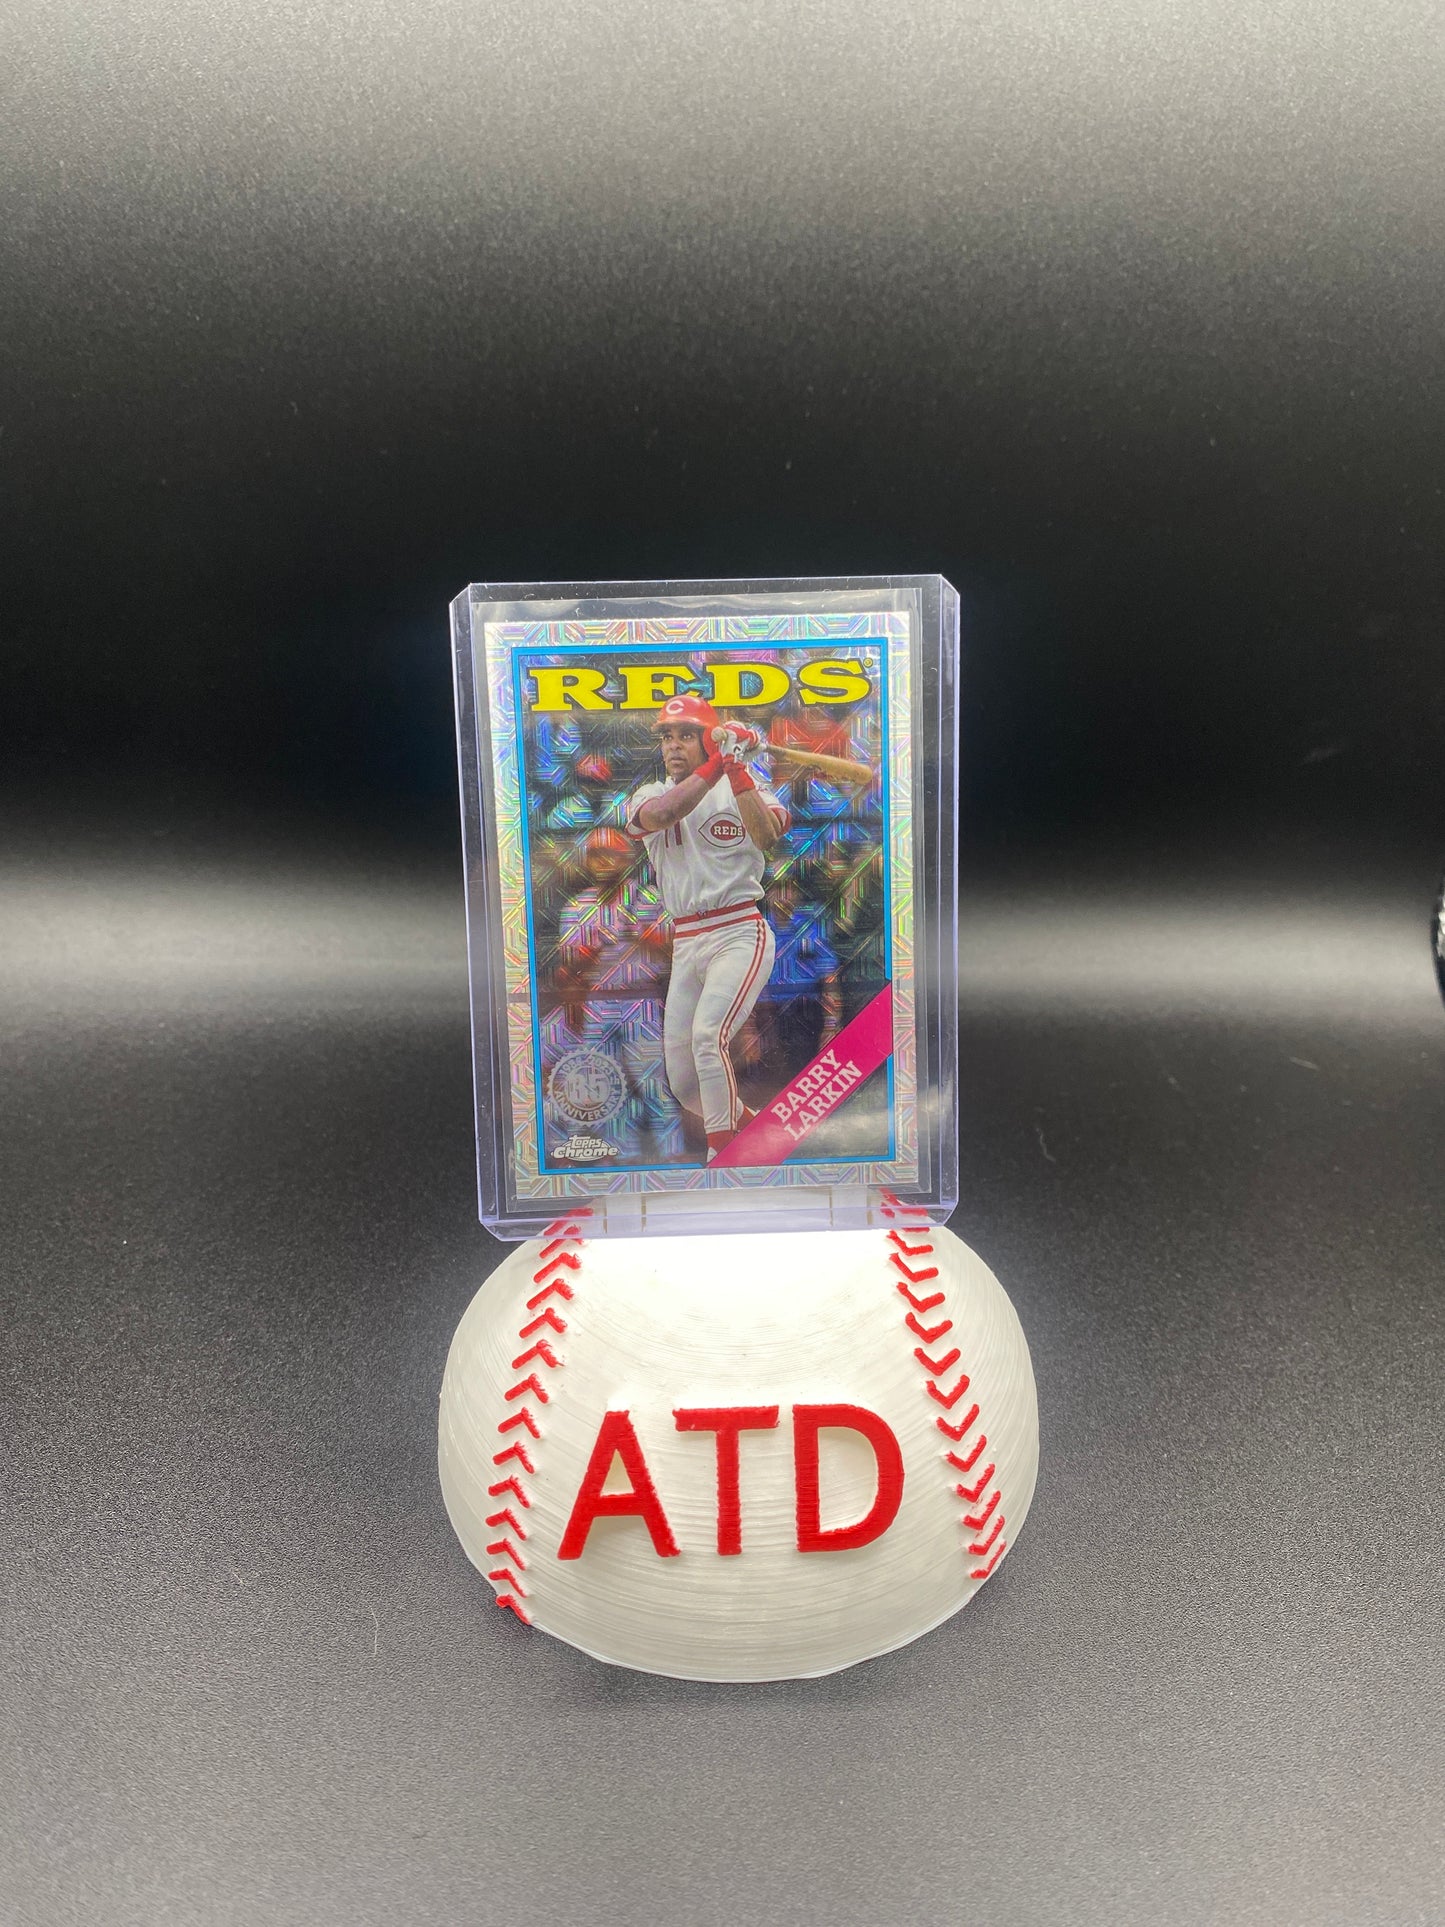 REDS®
C
11
REDS
BARRY
LARKIN
35
ANNIVERSARY
topps
Chrome
ATD